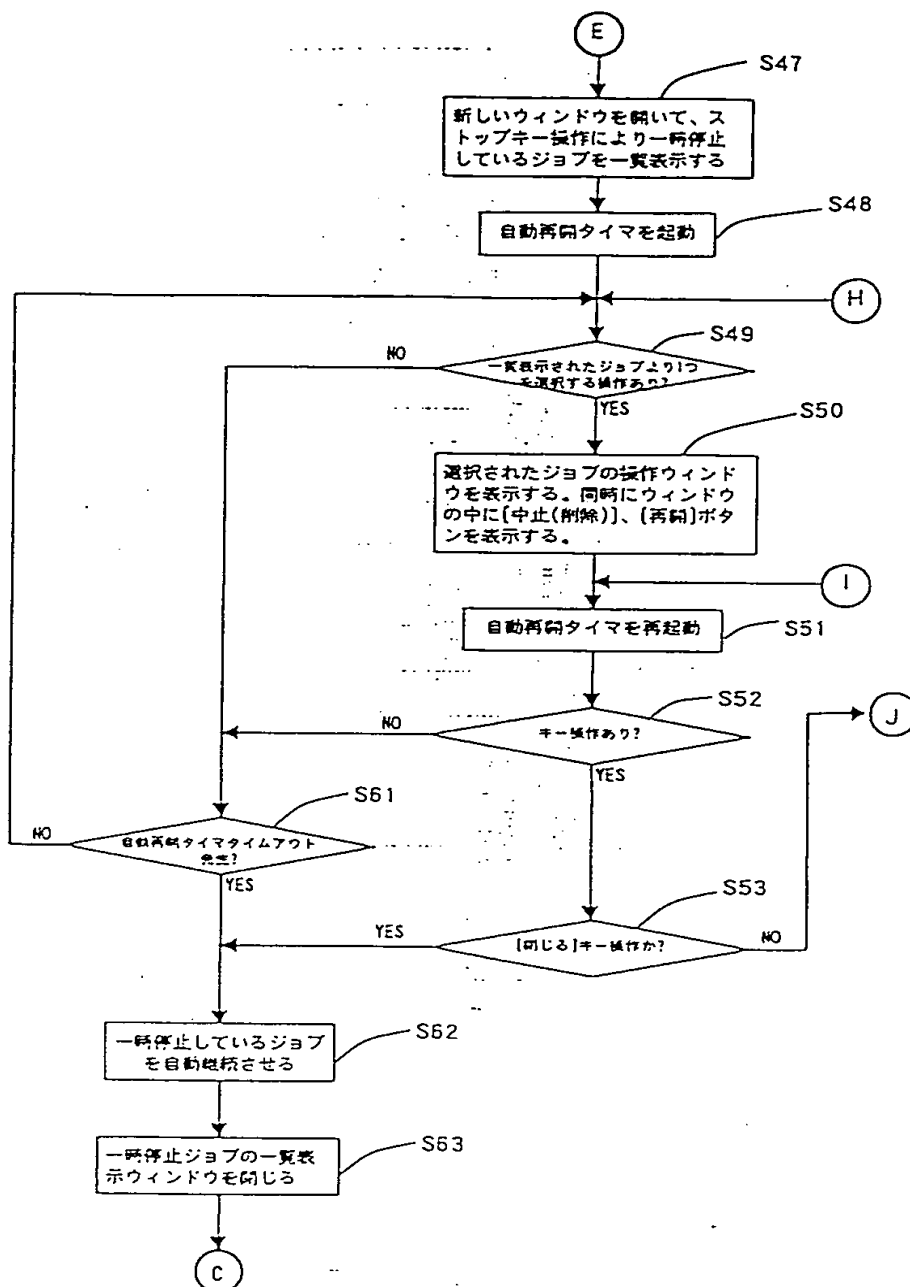 E
S47
新しいウィンドウを開いて、ス
トップキー操作により一時停止
しているジョブを一覧表示する
S48
自動再開タイマを起動
H
S49
NO
一覧表示されたジョブより1つ
を選択する操作あり?
YES
S50
選択されたジョブの操作ウィンド
ウを表示する。同時にウィンドウ
の中に[中止(削除)]、[再開]ボタ
ンを表示する。
I
自動再開タイマを再起動
S51
S52
J
NO
キー操作あり?
YES
S61
NO
自動再開タイマタイムアウト
発生?
YES
S53
YES
[閉じる]キー操作か?
NO
一時停止しているジョブ
を自動継続させる
S62
一時停止ジョブの一覧表
示ウィンドウを閉じる
S63
C